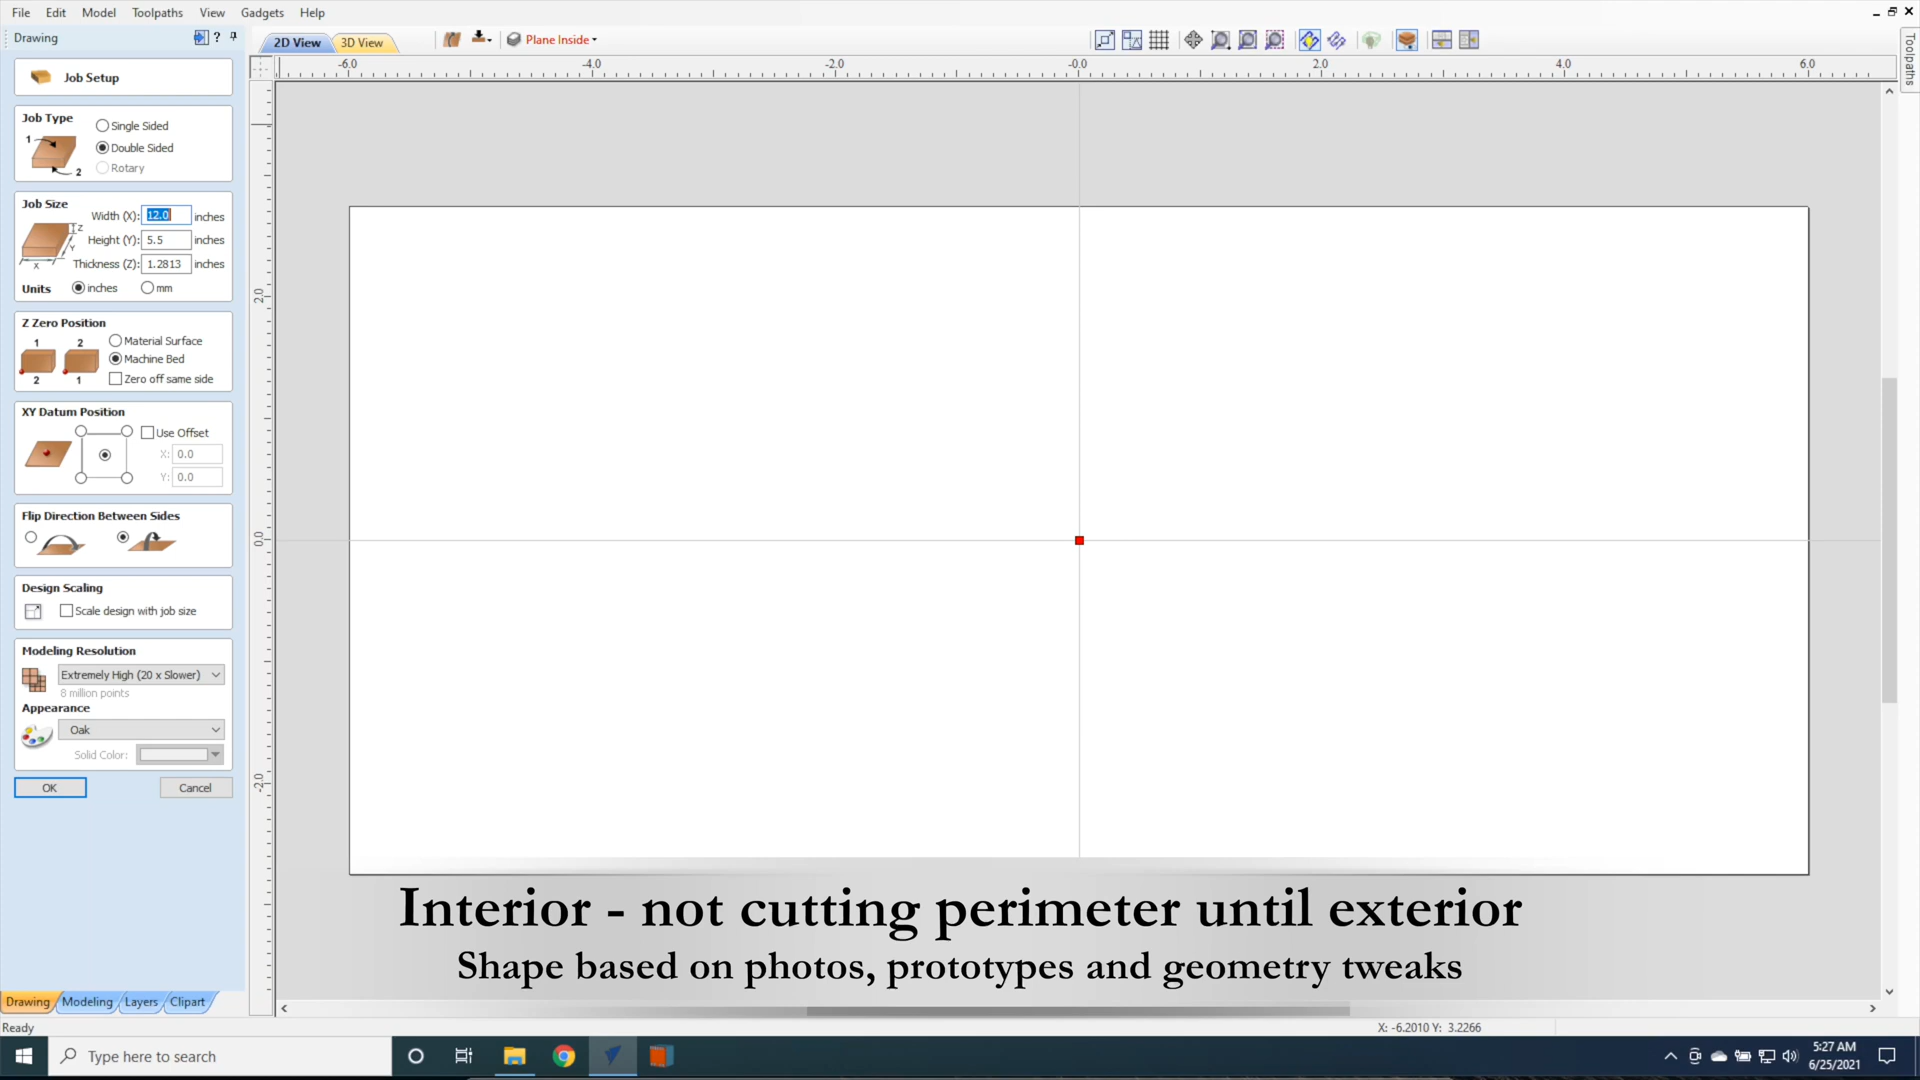 File Edit Model Toolpaths View Gadgets Help
Drawing
?
2D View 3D View
Plane Inside
Toolpaths
-6.0 -4.0 -2.0 -0.0 2.0 4.0 6.0
Job Setup
Job Type
1
2
Single Sided
Double Sided
Rotary
Job Size
Width (X): 12.0 inches
Height (Y): 5.5 inches
Thickness (Z): 1.2813 inches
X
Y
Z
Units inches mm
Z Zero Position
1 2
2 1
Material Surface
Machine Bed
Zero off same side
XY Datum Position
Use Offset
X: 0.0
Y: 0.0
Flip Direction Between Sides
Design Scaling
Scale design with job size
Modeling Resolution
Extremely High (20 x Slower)
8 million points
Appearance
Oak
Solid Color:
OK Cancel
2.0
0.0
-2.0
Interior - not cutting perimeter until exterior
Shape based on photos, prototypes and geometry tweaks
Drawing Modeling Layers Clipart
Ready
X: -6.2010 Y: 3.2266
Type here to search
5:27 AM
6/25/2021